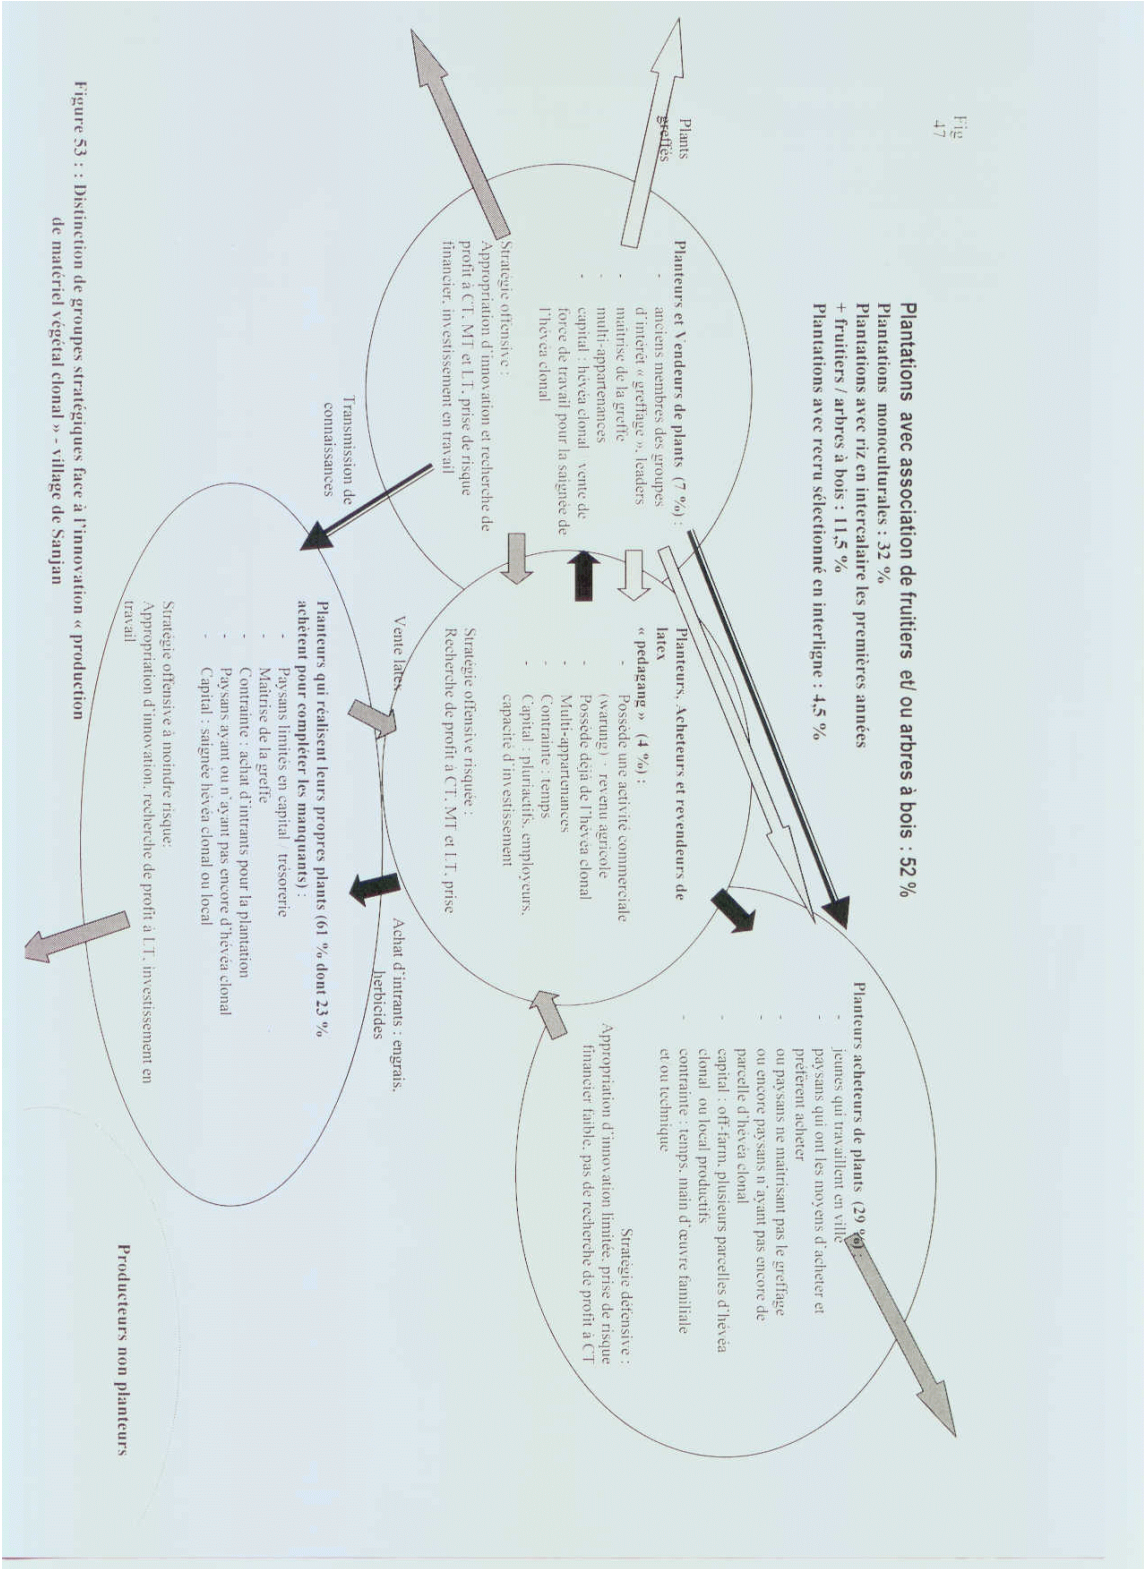 Fig
47
Plantations avec association de fruitiers et/ ou arbres à bois : 52 %
Plantations monoculturales : 32 %
Plantations avec riz en intercalaire les premières années
+ fruitiers / arbres à bois : 11,5 %
Plantations avec recru sélectionné en interligne : 4,5 %
Plants
greffés
Planteurs et Vendeurs de plants (7 %) :
- anciens membres des groupes
d'intérêt « greffage », leaders
- maîtrise de la greffe
- multi-appartenances
- capital : hévéa clonal vente de
force de travail pour la saignée de
l'hévéa clonal
Stratégie offensive :
Appropriation d'innovation et recherche de
profit à CT, MT et LT, prise de risque
financier, investissement en travail
Planteurs, Acheteurs et revendeurs de
latex
« pedagang » (4 %) :
- Possède une activité commerciale
(warung) - revenu agricole
- Possède déjà de l'hévéa clonal
- Multi-appartenances
- Contrainte : temps
- Capital : pluriactifs, employeurs,
capacité d'investissement
Stratégie offensive risquée :
Recherche de profit à CT, MT et LT, prise
Planteurs acheteurs de plants (29 %) :
- jeunes qui travaillent en ville
- paysans qui ont les moyens d'acheter et
préfèrent acheter
- ou paysans ne maîtrisant pas le greffage
- ou encore paysans n'ayant pas encore de
parcelle d'hévéa clonal
- capital : off-farm, plusieurs parcelles d'hévéa
clonal ou local productifs
- contrainte : temps, main d'œuvre familiale
et ou technique
Stratégie défensive :
Appropriation d'innovation limitée, prise de risque
financier faible, pas de recherche de profit à CT
Transmission de
connaissances
Vente latex
Achat d'intrants : engrais,
herbicides
Planteurs qui réalisent leurs propres plants (61 % dont 23 %
achètent pour compléter les manquants) :
- Paysans limités en capital / trésorerie
- Maîtrise de la greffe
- Contrainte : achat d'intrants pour la plantation
- Paysans ayant ou n'ayant pas encore d'hévéa clonal
- Capital : saignée hévéa clonal ou local
Stratégie offensive à moindre risque:
Appropriation d'innovation, recherche de profit à LT, investissement en
travail
Producteurs non planteurs
Figure 53 : : Distinction de groupes stratégiques face à l'innovation « production
de matériel végétal clonal » - village de Sanjan